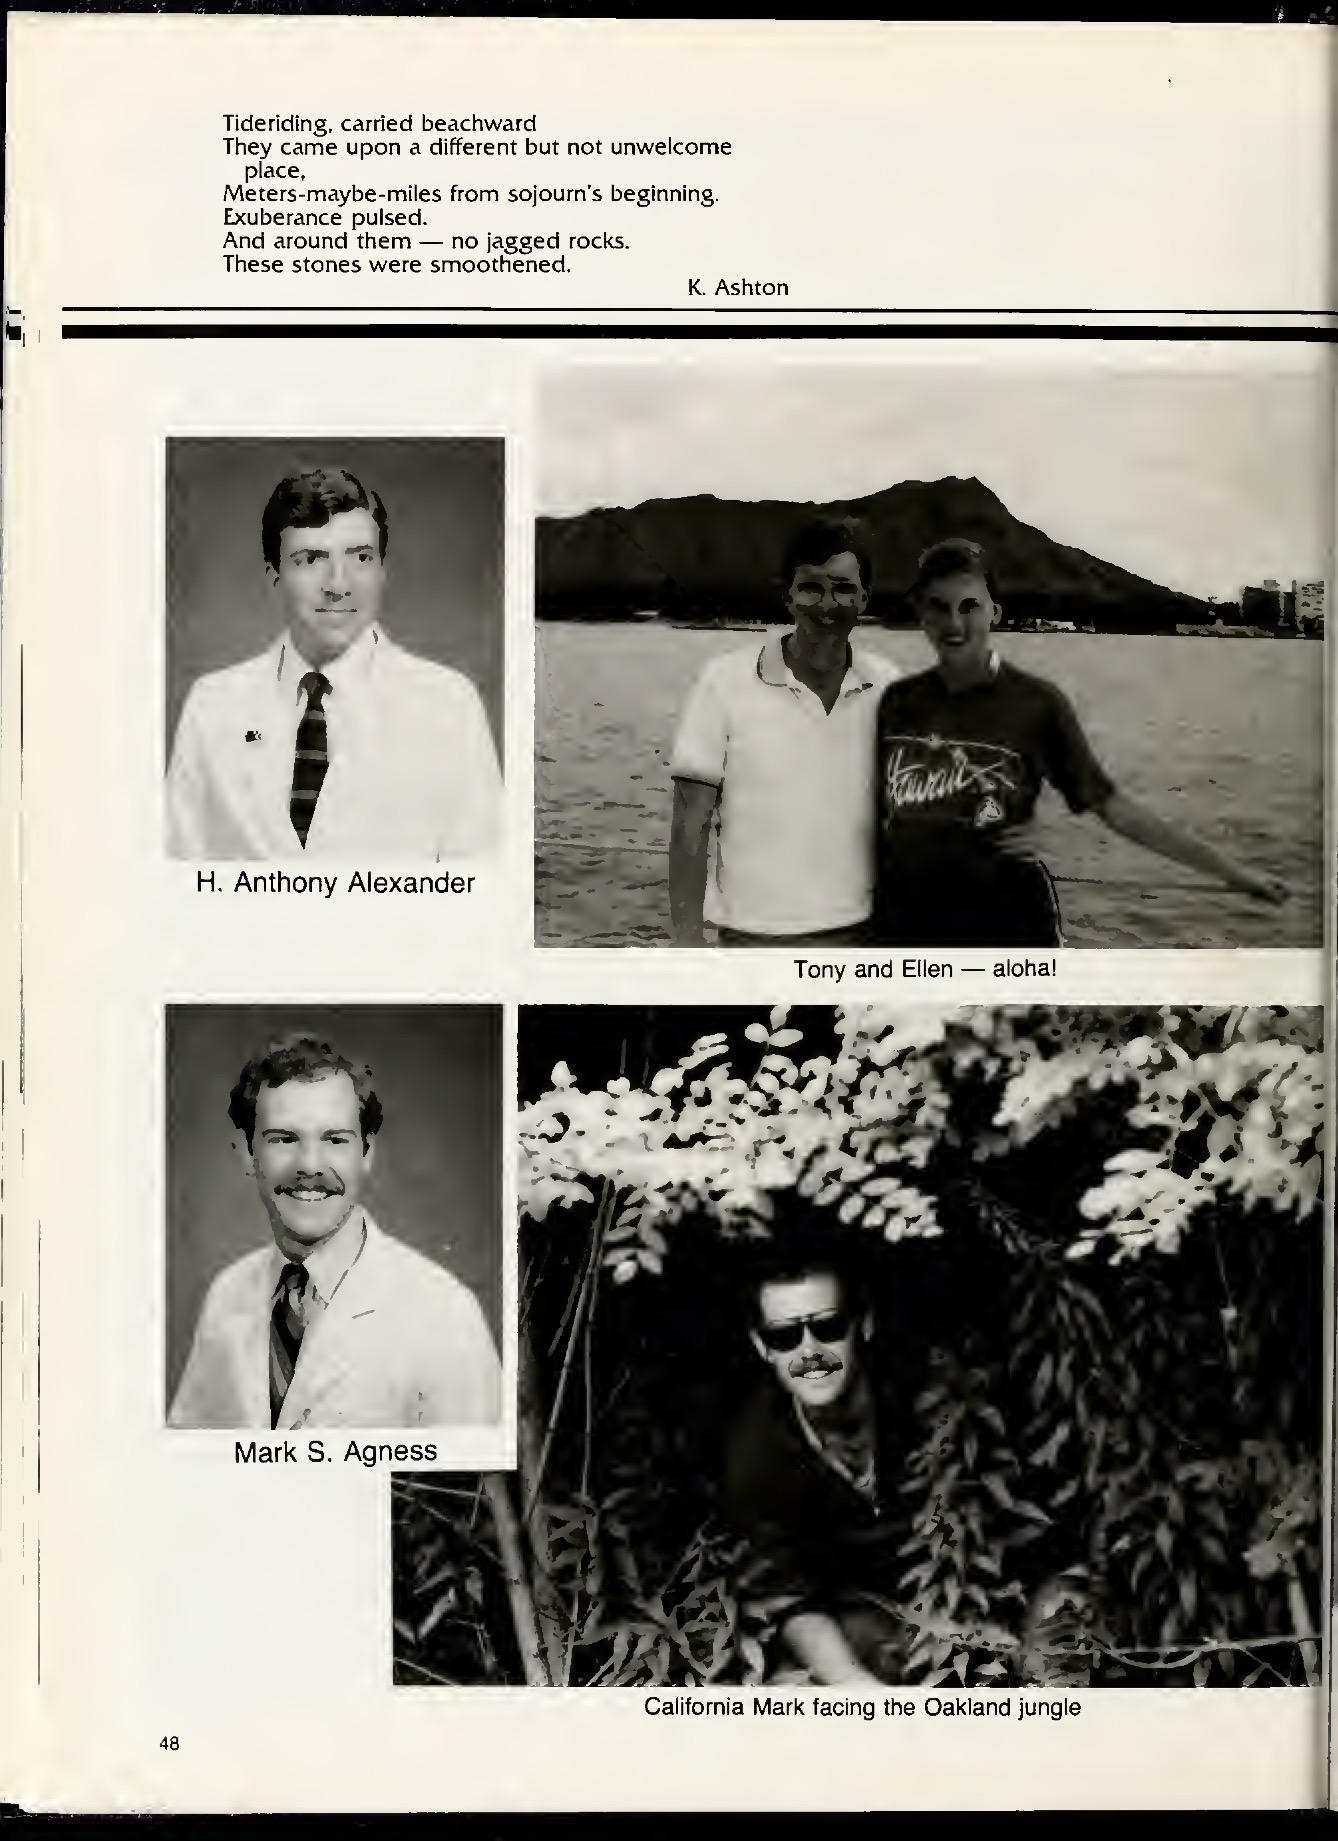 Tideriding, carried beachward
They came upon a different but not unwelcome
place,
Meters-maybe-miles from sojourn's beginning.
Exuberance pulsed.
And around them — no jagged rocks.
These stones were smoothened.
K. Ashton
Hawaii
H. Anthony Alexander
Tony and Ellen — aloha!
Mark S. Agness
California Mark facing the Oakland jungle
48